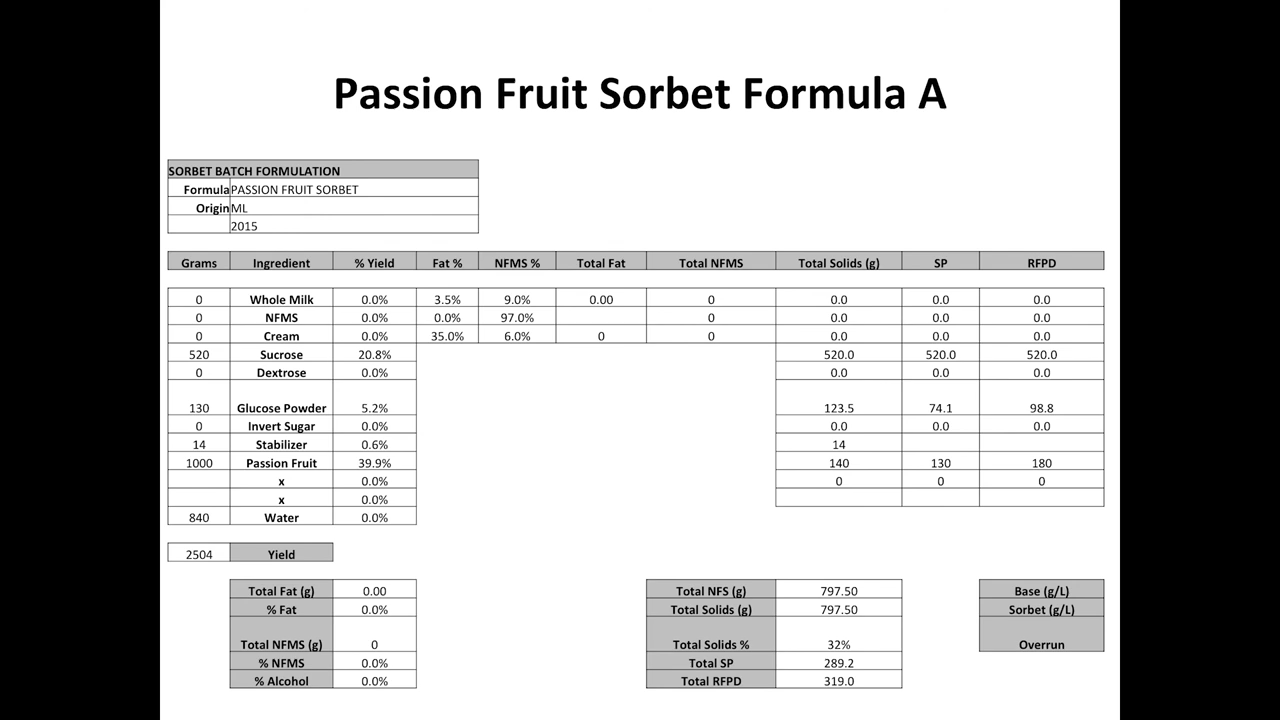 Passion Fruit Sorbet Formula A
SORBET BATCH FORMULATION
Formula PASSION FRUIT SORBET
Origin ML
2015
Grams Ingredient % Yield Fat % NFMS % Total Fat Total NFMS Total Solids (g) SP RFPD
0 Whole Milk 0.0% 3.5% 9.0% 0.00 0 0.0 0.0 0.0
0 NFMS 0.0% 0.0% 97.0% 0 0.0 0.0 0.0
0 Cream 0.0% 35.0% 6.0% 0 0 0.0 0.0 0.0
520 Sucrose 20.8% 520.0 520.0 520.0
0 Dextrose 0.0% 0.0 0.0 0.0
130 Glucose Powder 5.2% 123.5 74.1 98.8
0 Invert Sugar 0.0% 0.0 0.0 0.0
14 Stabilizer 0.6% 14
1000 Passion Fruit 39.9% 140 130 180
x 0.0% 0 0 0
x 0.0%
840 Water 0.0%
2504 Yield
Total Fat (g) 0.00 Total NFS (g) 797.50 Base (g/L)
% Fat 0.0% Total Solids (g) 797.50 Sorbet (g/L)
Total NFMS (g) 0 Total Solids % 32% Overrun
% NFMS 0.0% Total SP 289.2
% Alcohol 0.0% Total RFPD 319.0